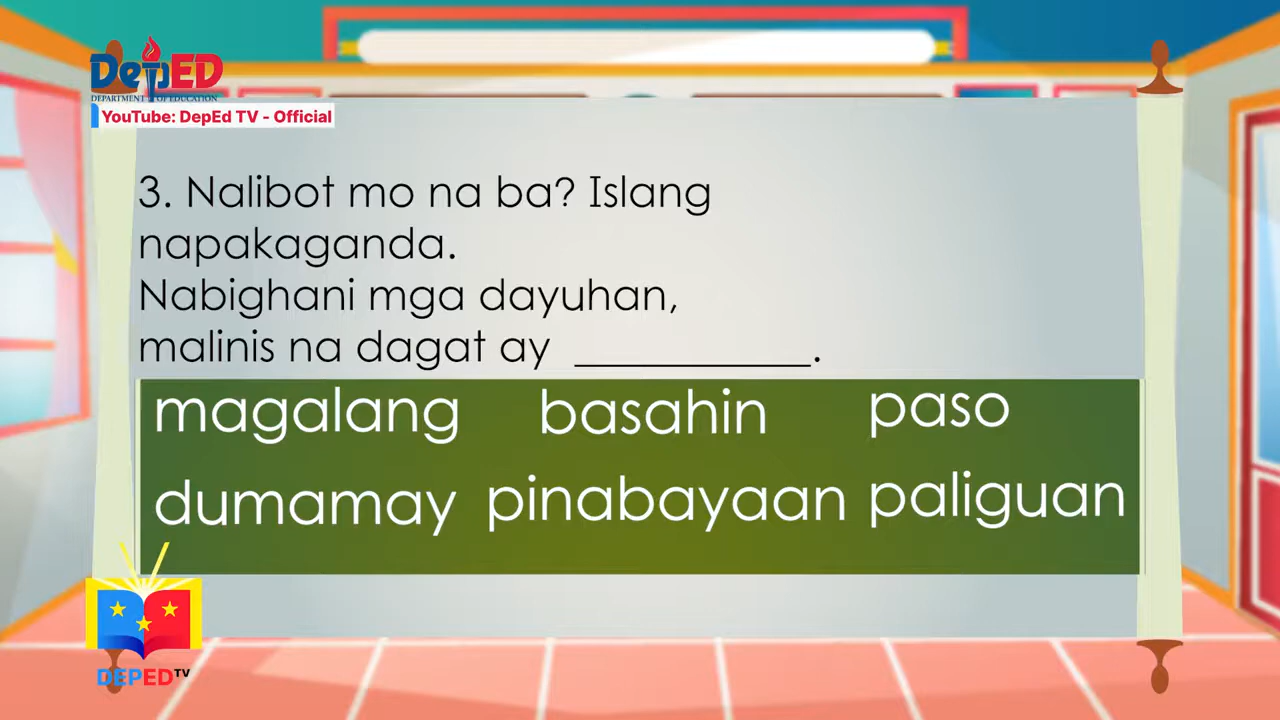 DepED
DEPARTMENT OF EDUCATION
YouTube: DepEd TV - Official
3. Nalibot mo na ba? Islang
napakaganda.
Nabighani mga dayuhan,
malinis na dagat ay ___________.
magalang basahin paso
dumamay pinabayaan paliguan
DEPED TV